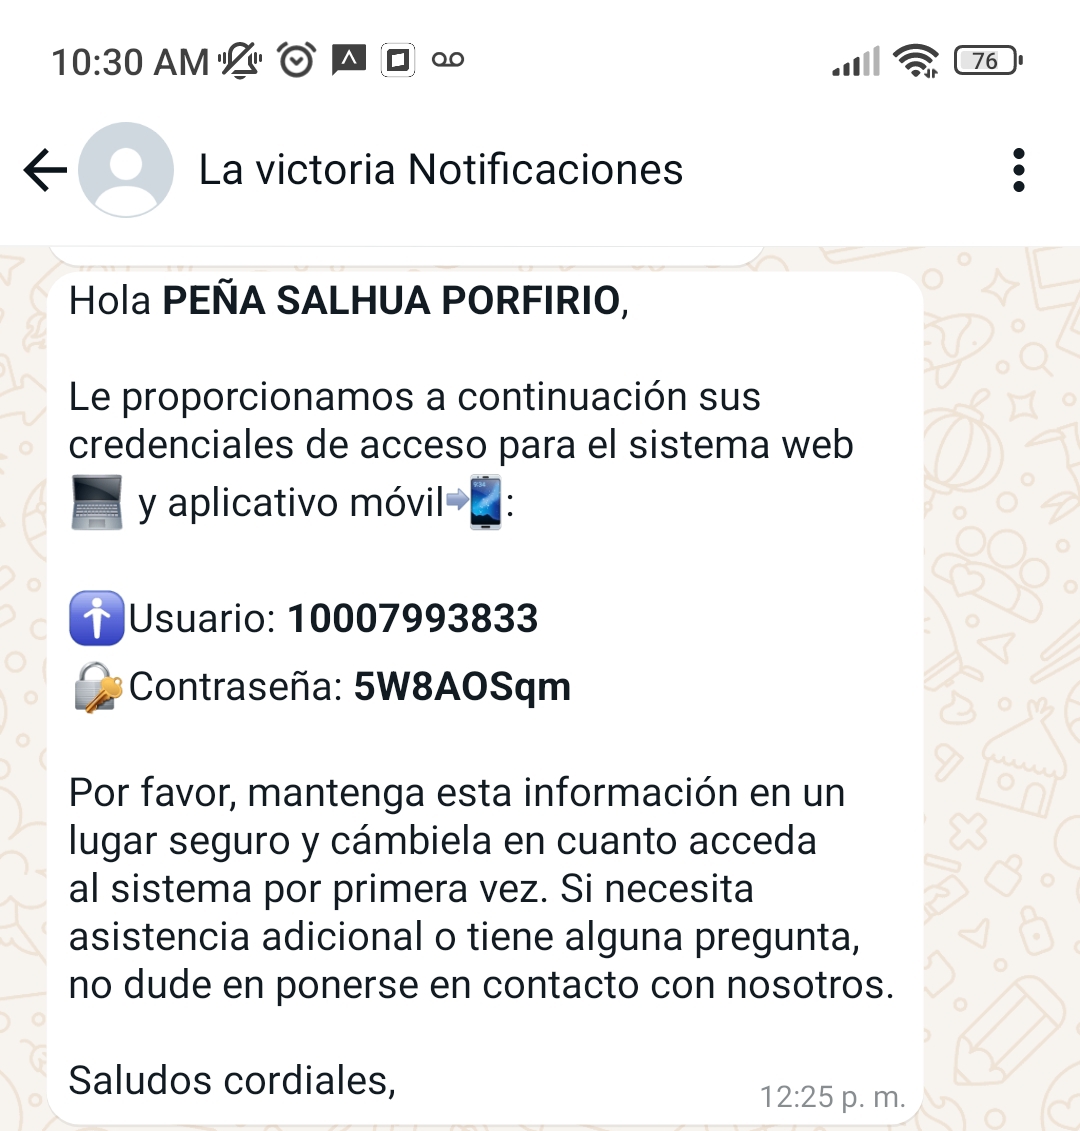 10:30 AM 76
La victoria Notificaciones
Hola PEÑA SALHUA PORFIRIO,
Le proporcionamos a continuación sus
credenciales de acceso para el sistema web
y aplicativo móvil:
Usuario: 10007993833
Contraseña: 5W8AOSqm
Por favor, mantenga esta información en un
lugar seguro y cámbiela en cuanto acceda
al sistema por primera vez. Si necesita
asistencia adicional o tiene alguna pregunta,
no dude en ponerse en contacto con nosotros.
Saludos cordiales,
12:25 p. m.